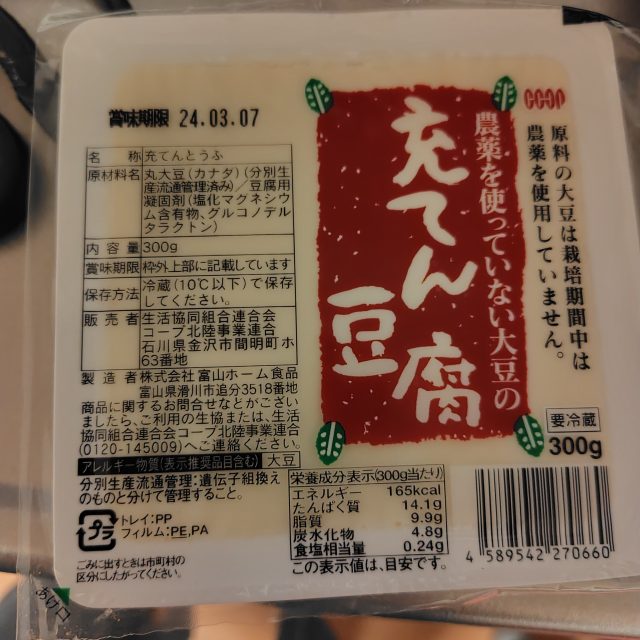 賞味期限 24.03.07
名 称 充てんとうふ
原材料名 丸大豆(カナダ)(分別生
産流通管理済み)/豆腐用
凝固剤(塩化マグネシウ
ム含有物、グルコノデル
タラクトン)
内容量 300g
賞味期限 枠外上部に記載しています
保存方法 冷蔵(10℃以下)で保存
してください。
販売者 生活協同組合連合会
コープ北陸事業連合
石川県金沢市間明町ホ
63番地
製造者 株式会社 富山ホーム食品
富山県滑川市追分3518番地
商品に関するお問合せなどがござい
ましたら、ご利用の生協または、生活
協同組合連合会コープ北陸事業連合
(0120-145009)へご連絡ください。
アレルギー物質(表示推奨品目含む) 大豆
分別生産流通管理:遺伝子組換え
のものと分けて管理すること。
プラ
トレイ:PP
フィルム:PE,PA
ごみに出すときは市町村の
区分にしたがってください。
あけ口
COOP
原料の大豆は栽培期間中は
農薬を使用していません。
農薬を使っていない大豆の
充てん
豆腐
要冷蔵
300g
栄養成分表示(300g当たり)
エネルギー 165kcal
たんぱく質 14.1g
脂質 9.9g
炭水化物 4.8g
食塩相当量 0.24g
この表示値は、目安です。
4 589542 270660